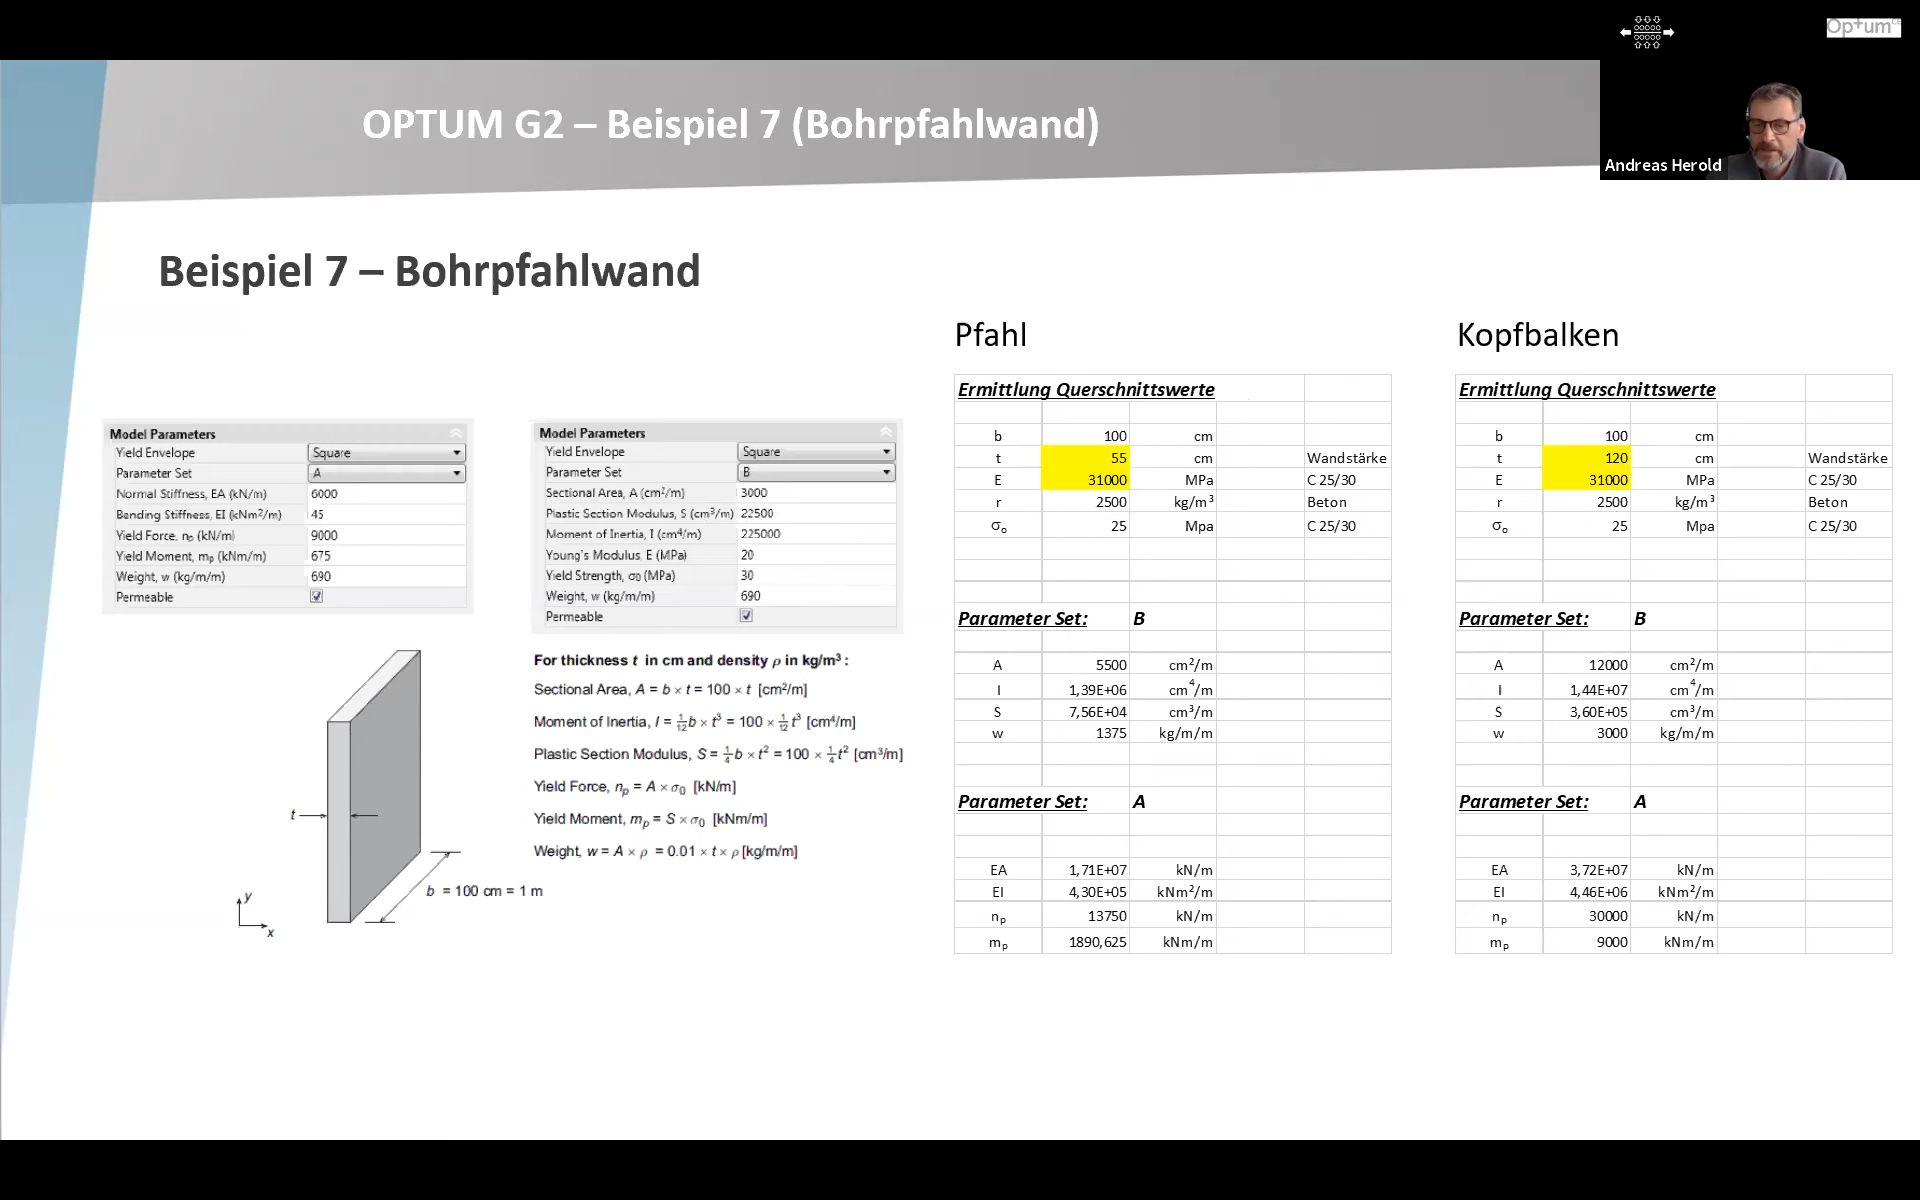 Optum
OPTUM G2 – Beispiel 7 (Bohrpfahlwand)
Andreas Herold
Beispiel 7 – Bohrpfahlwand
Model Parameters
Yield Envelope Square
Parameter Set A
Normal Stiffness, EA (kN/m) 6000
Bending Stiffness, EI (kNm²/m) 45
Yield Force, np (kN/m) 9000
Yield Moment, mp (kNm/m) 675
Weight, w (kg/m/m) 690
Permeable
Model Parameters
Yield Envelope Square
Parameter Set B
Sectional Area, A (cm²/m) 3000
Plastic Section Modulus, S (cm³/m) 22500
Moment of Inertia, I (cm⁴/m) 225000
Young's Modulus, E (MPa) 20
Yield Strength, σ0 (MPa) 30
Weight, w (kg/m/m) 690
Permeable
t
b = 100 cm = 1 m
y
x
For thickness t in cm and density ρ in kg/m³ :
Sectional Area, A = b × t = 100 × t [cm²/m]
Moment of Inertia, I = 1/12 b × t³ = 100 × 1/12 t³ [cm⁴/m]
Plastic Section Modulus, S = 1/4 b × t² = 100 × 1/4 t² [cm³/m]
Yield Force, np = A × σ0 [kN/m]
Yield Moment, mp = S × σ0 [kNm/m]
Weight, w = A × ρ = 0.01 × t × ρ [kg/m/m]
Pfahl
Ermittlung Querschnittswerte
b 100 cm
t 55 cm Wandstärke
E 31000 MPa C 25/30
r 2500 kg/m³ Beton
σo 25 Mpa C 25/30
Parameter Set: B
A 5500 cm²/m
I 1,39E+06 cm⁴/m
S 7,56E+04 cm³/m
w 1375 kg/m/m
Parameter Set: A
EA 1,71E+07 kN/m
EI 4,30E+05 kNm²/m
np 13750 kN/m
mp 1890,625 kNm/m
Kopfbalken
Ermittlung Querschnittswerte
b 100 cm
t 120 cm Wandstärke
E 31000 MPa C 25/30
r 2500 kg/m³ Beton
σo 25 Mpa C 25/30
Parameter Set: B
A 12000 cm²/m
I 1,44E+07 cm⁴/m
S 3,60E+05 cm³/m
w 3000 kg/m/m
Parameter Set: A
EA 3,72E+07 kN/m
EI 4,46E+06 kNm²/m
np 30000 kN/m
mp 9000 kNm/m